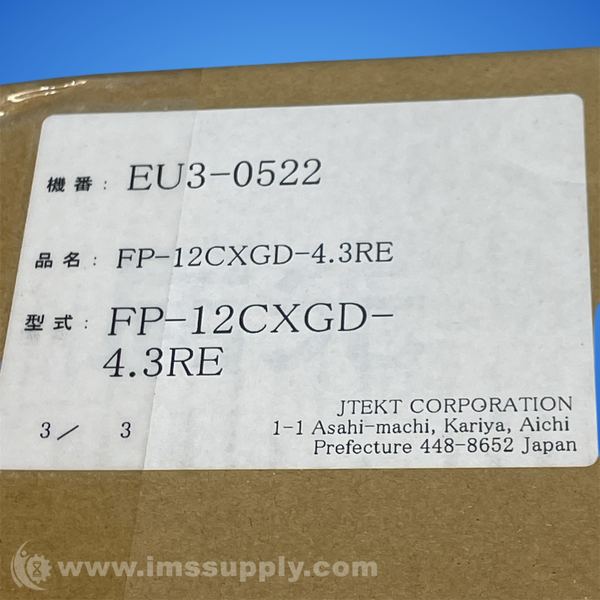 機番: EU3-0522
品名: FP-12CXGD-4.3RE
型式: FP-12CXGD-
4.3RE
3/ 3
JTEKT CORPORATION
1-1 Asahi-machi, Kariya, Aichi
Prefecture 448-8652 Japan
www.imssupply.com